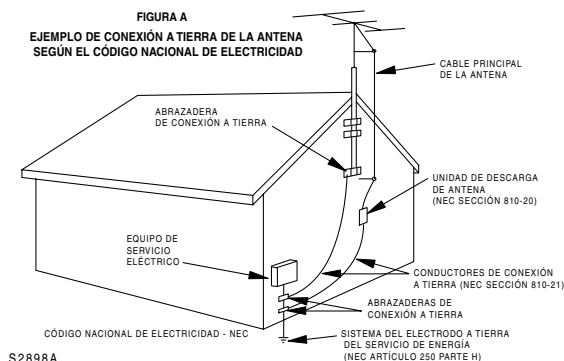 FIGURA A
EJEMPLO DE CONEXIÓN A TIERRA DE LA ANTENA
SEGÚN EL CÓDIGO NACIONAL DE ELECTRICIDAD
CABLE PRINCIPAL
DE LA ANTENA
ABRAZADERA
DE CONEXIÓN A TIERRA
UNIDAD DE DESCARGA
DE ANTENA
(NEC SECCIÓN 810-20)
EQUIPO DE
SERVICIO
ELÉCTRICO
CONDUCTORES DE CONEXIÓN
A TIERRA (NEC SECCIÓN 810-21)
ABRAZADERAS DE
CONEXIÓN A TIERRA
CÓDIGO NACIONAL DE ELECTRICIDAD - NEC
SISTEMA DEL ELECTRODO A TIERRA
DEL SERVICIO DE ENERGÍA
(NEC ARTÍCULO 250 PARTE H)
S2898A